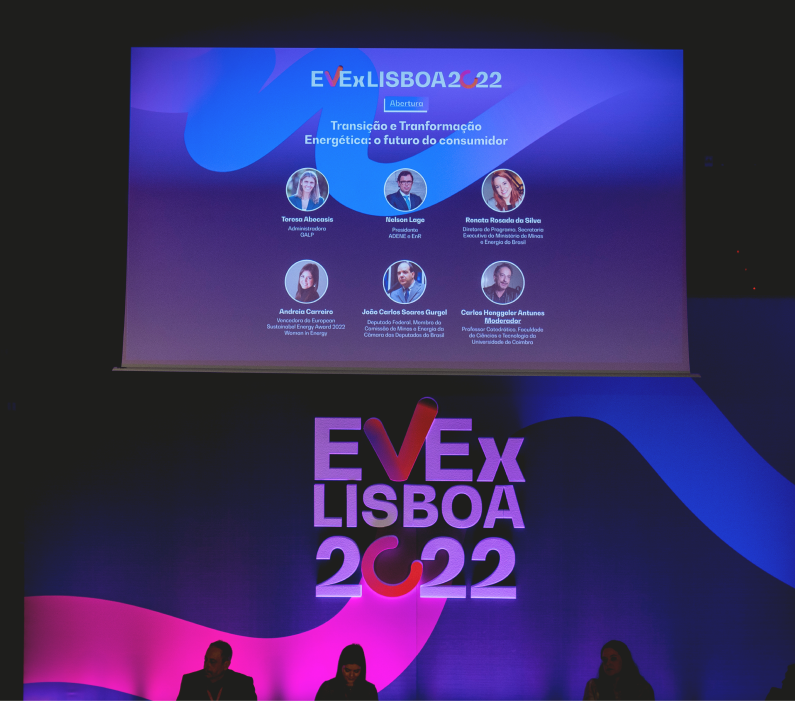 EVEx LISBOA 2022
Abertura
Transição e Tranformação
Energética: o futuro do consumidor
Teresa Abecasis
Administradora
GALP
Nelson Lage
Presidente
ADENE e EnR
Renata Rosada da Silva
Diretora de Programa, Secretaria
Executiva do Ministério de Minas
e Energia do Brasil
Andreia Carreiro
Vencedora do European
Sustainabel Energy Award 2022
Women in Energy
João Carlos Soares Gurgel
Deputado Federal, Membro da
Comissão de Minas e Energia da
Câmara dos Deputados do Brasil
Carlos Henggeler Antunes
Moderador
Professor Catedrático, Faculdade
de Ciências e Tecnologia da
Universidade de Coimbra
EVEx
LISBOA
2022